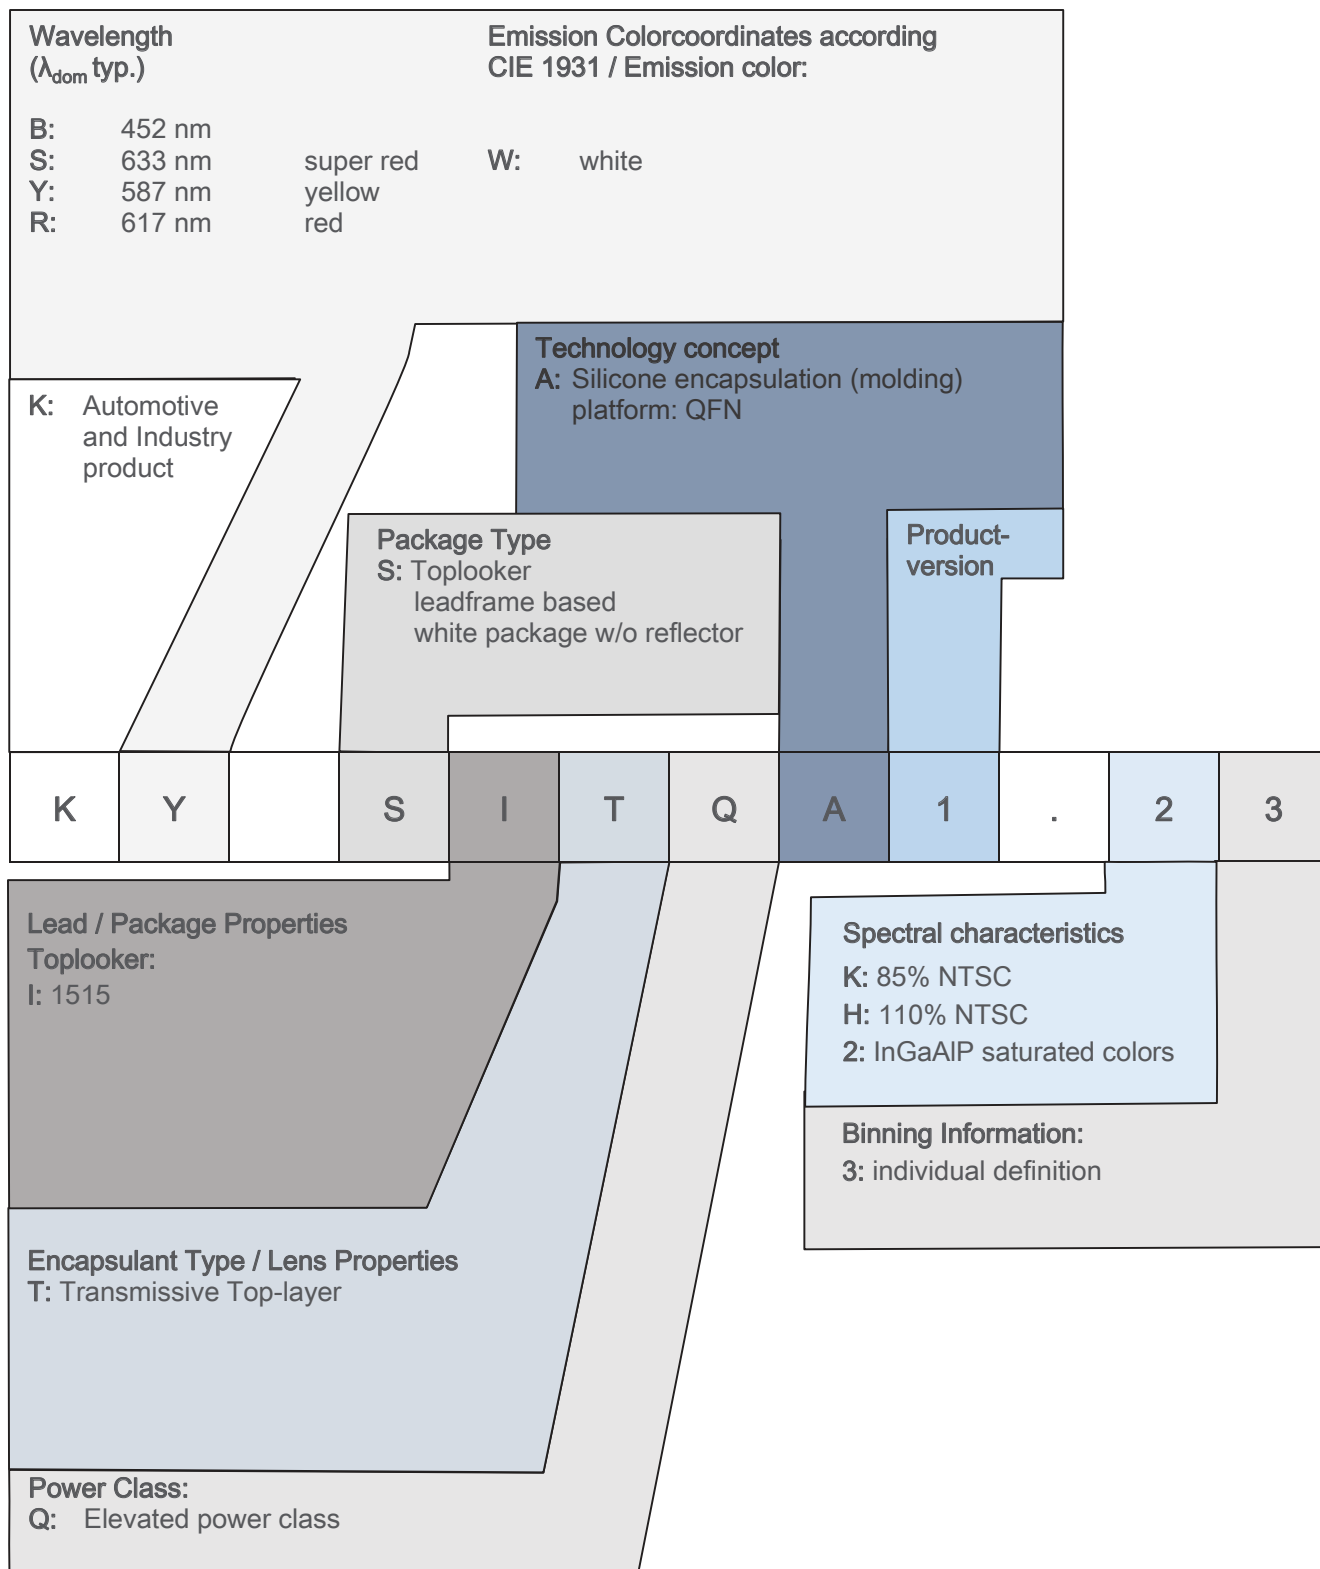 Wavelength
(λdom typ.)
Emission Colorcoordinates according
CIE 1931 / Emission color:
B: 452 nm
S: 633 nm super red
W: white
Y: 587 nm yellow
R: 617 nm red
Technology concept
A: Silicone encapsulation (molding)
platform: QFN
K: Automotive
and Industry
product
Package Type
S: Toplooker
leadframe based
white package w/o reflector
Product-
version
K Y S I T Q A 1 . 2 3
Lead / Package Properties
Toplooker:
I: 1515
Spectral characteristics
K: 85% NTSC
H: 110% NTSC
2: InGaAlP saturated colors
Binning Information:
3: individual definition
Encapsulant Type / Lens Properties
T: Transmissive Top-layer
Power Class:
Q: Elevated power class